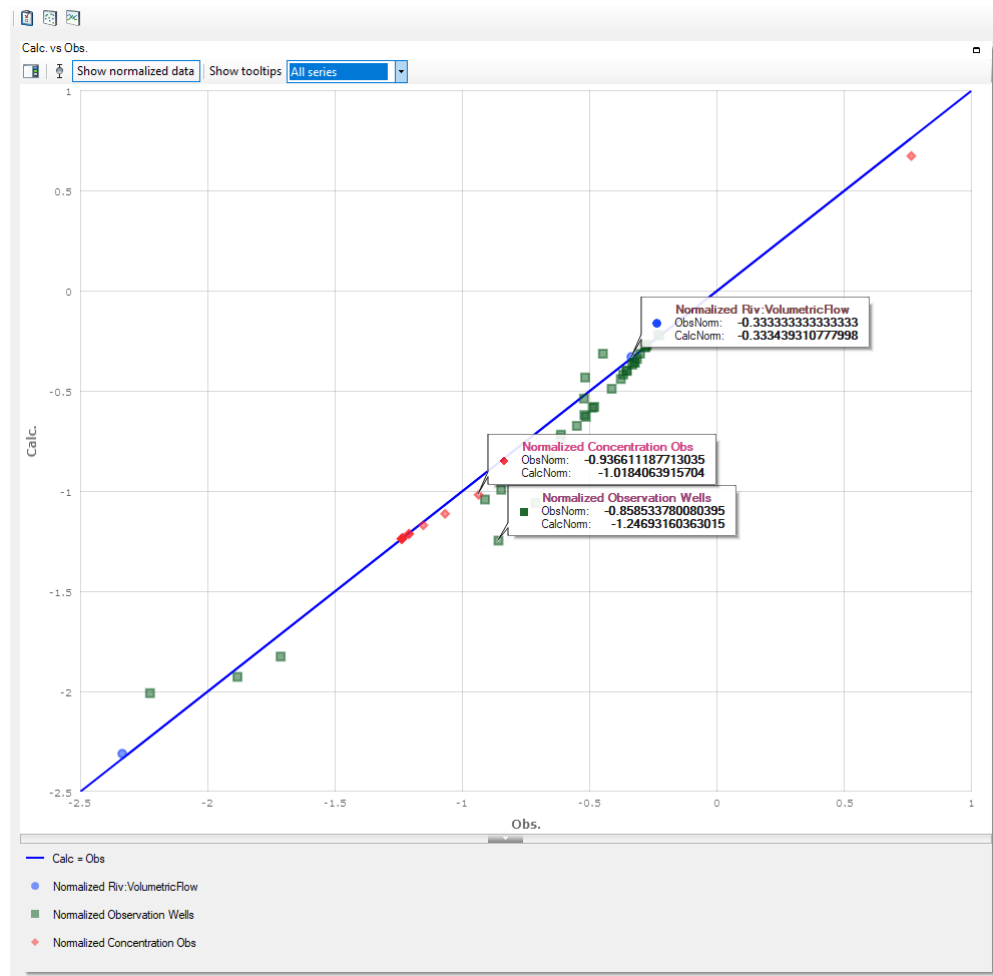 Calc. vs Obs.
Show normalized data Show tooltips All series
1
0.5
0
-0.5
-1
-1.5
-2
-2.5
Calc.
Normalized Riv:VolumetricFlow
ObsNorm: -0.333333333333333
CalcNorm: -0.333439310777998
Normalized Concentration Obs
ObsNorm: -0.936611187713035
CalcNorm: -1.0184063915704
Normalized Observation Wells
ObsNorm: -0.858533780080395
CalcNorm: -1.24693160363015
-2.5 -2 -1.5 -1 -0.5 0 0.5 1
Obs.
Calc = Obs
Normalized Riv:VolumetricFlow
Normalized Observation Wells
Normalized Concentration Obs